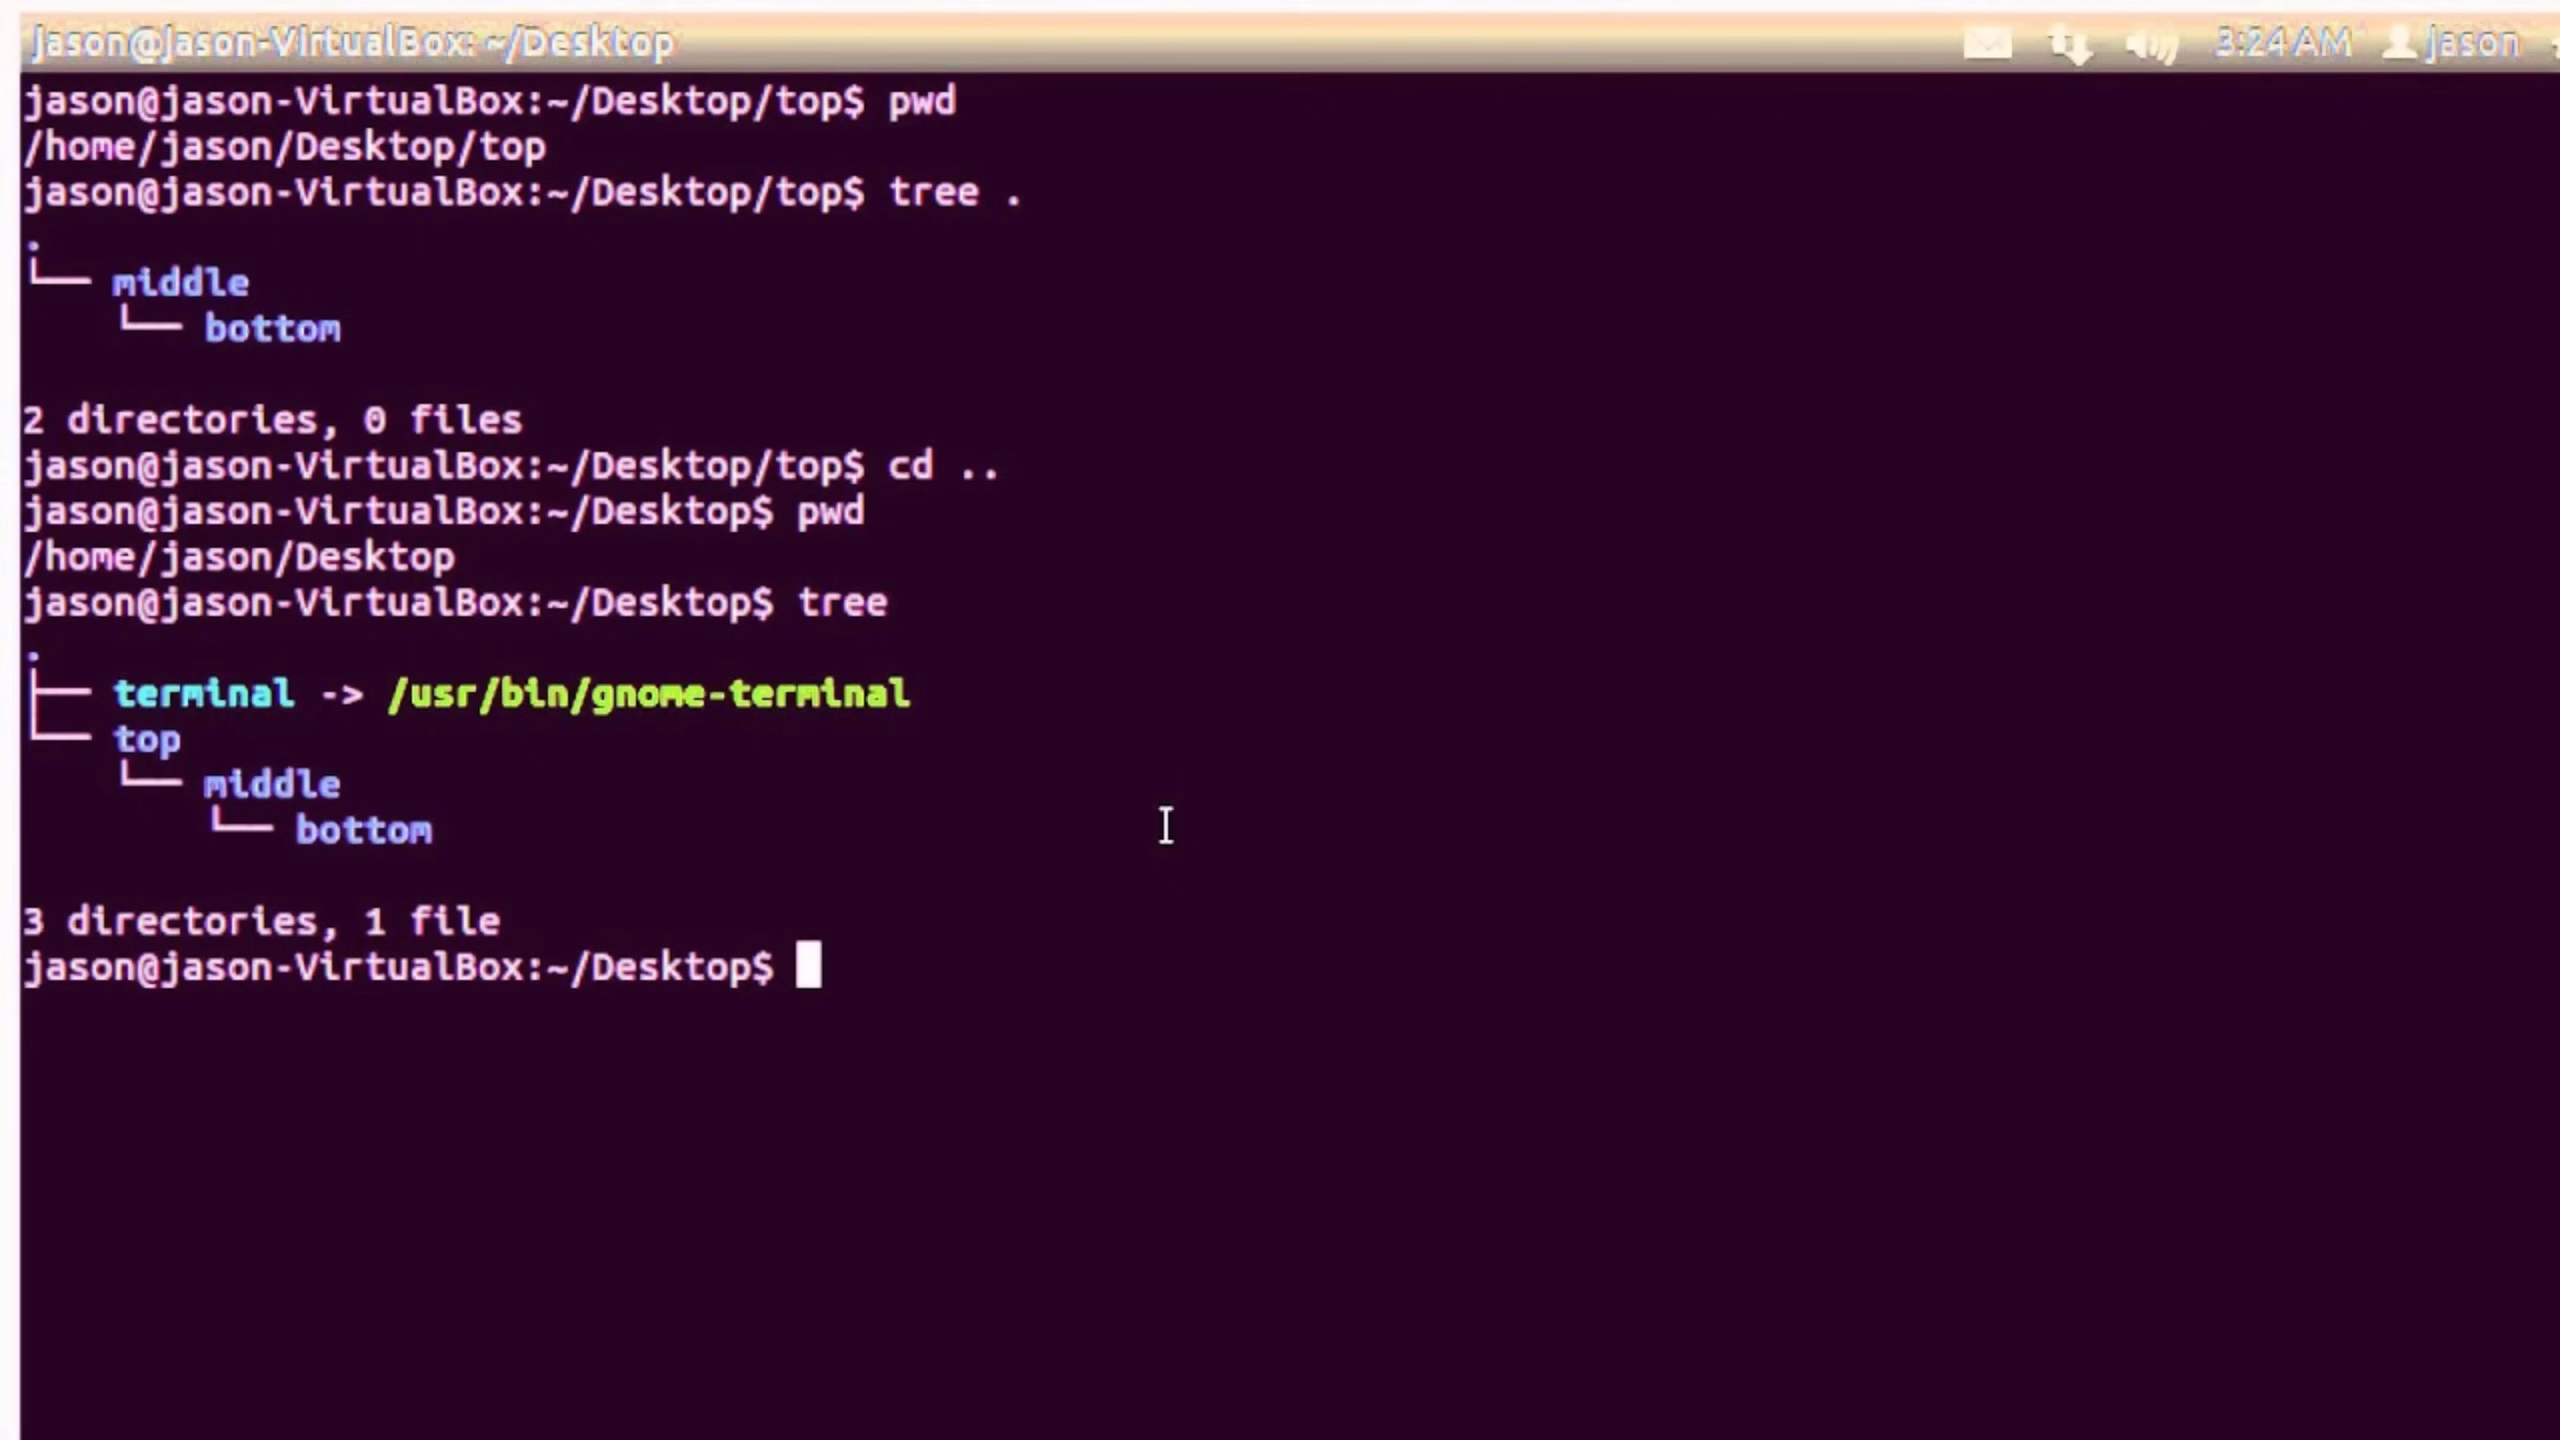 jason@jason-VirtualBox: ~/Desktop
3:24 AM jason
jason@jason-VirtualBox:~/Desktop/top$ pwd
/home/jason/Desktop/top
jason@jason-VirtualBox:~/Desktop/top$ tree .
.
└── middle
    └── bottom
2 directories, 0 files
jason@jason-VirtualBox:~/Desktop/top$ cd ..
jason@jason-VirtualBox:~/Desktop$ pwd
/home/jason/Desktop
jason@jason-VirtualBox:~/Desktop$ tree
.
├── terminal -> /usr/bin/gnome-terminal
└── top
    └── middle
        └── bottom
3 directories, 1 file
jason@jason-VirtualBox:~/Desktop$